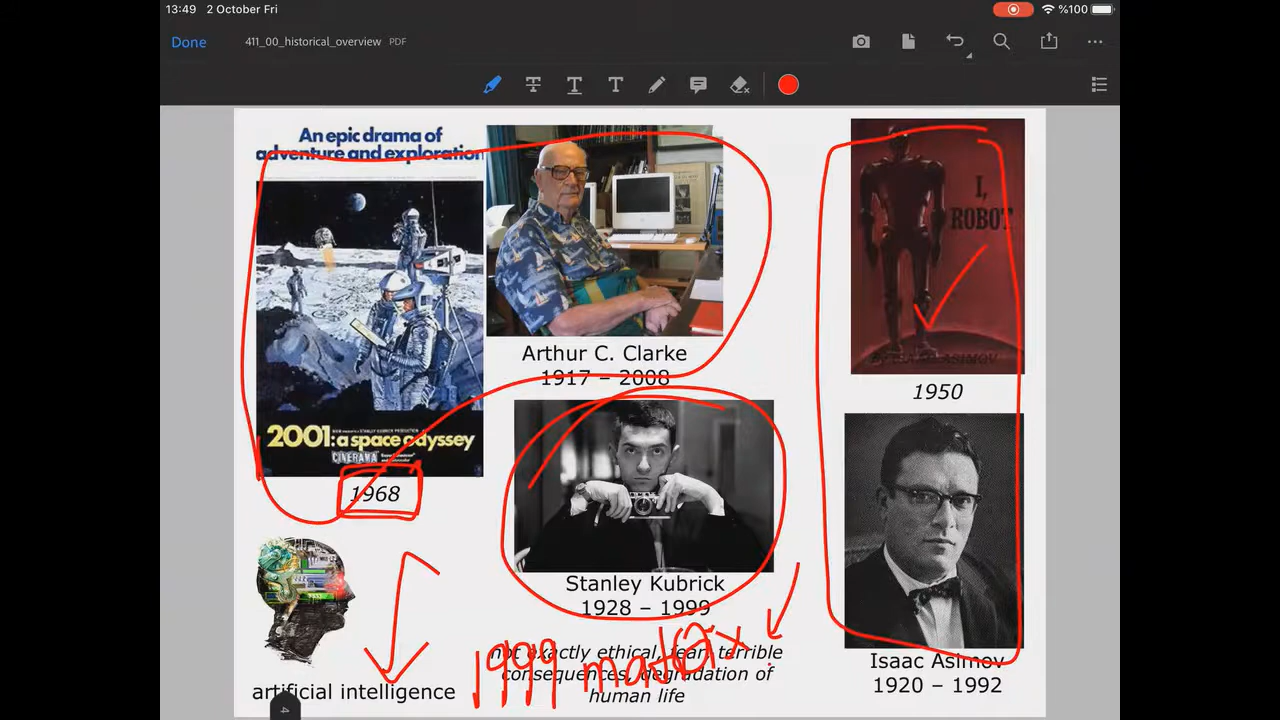 13:49 2 October Fri
%100
Done
411_00_historical_overview PDF
An epic drama of
adventure and exploration
2001: a space odyssey
CINERAMA
1968
Arthur C. Clarke
1917 – 2008
Stanley Kubrick
1928 – 1999
I,
ROBOT
1950
Isaac Asimov
1920 – 1992
artificial intelligence
not exactly ethical, fear, terrible
consequences, degradation of
human life
1999 matrix
4